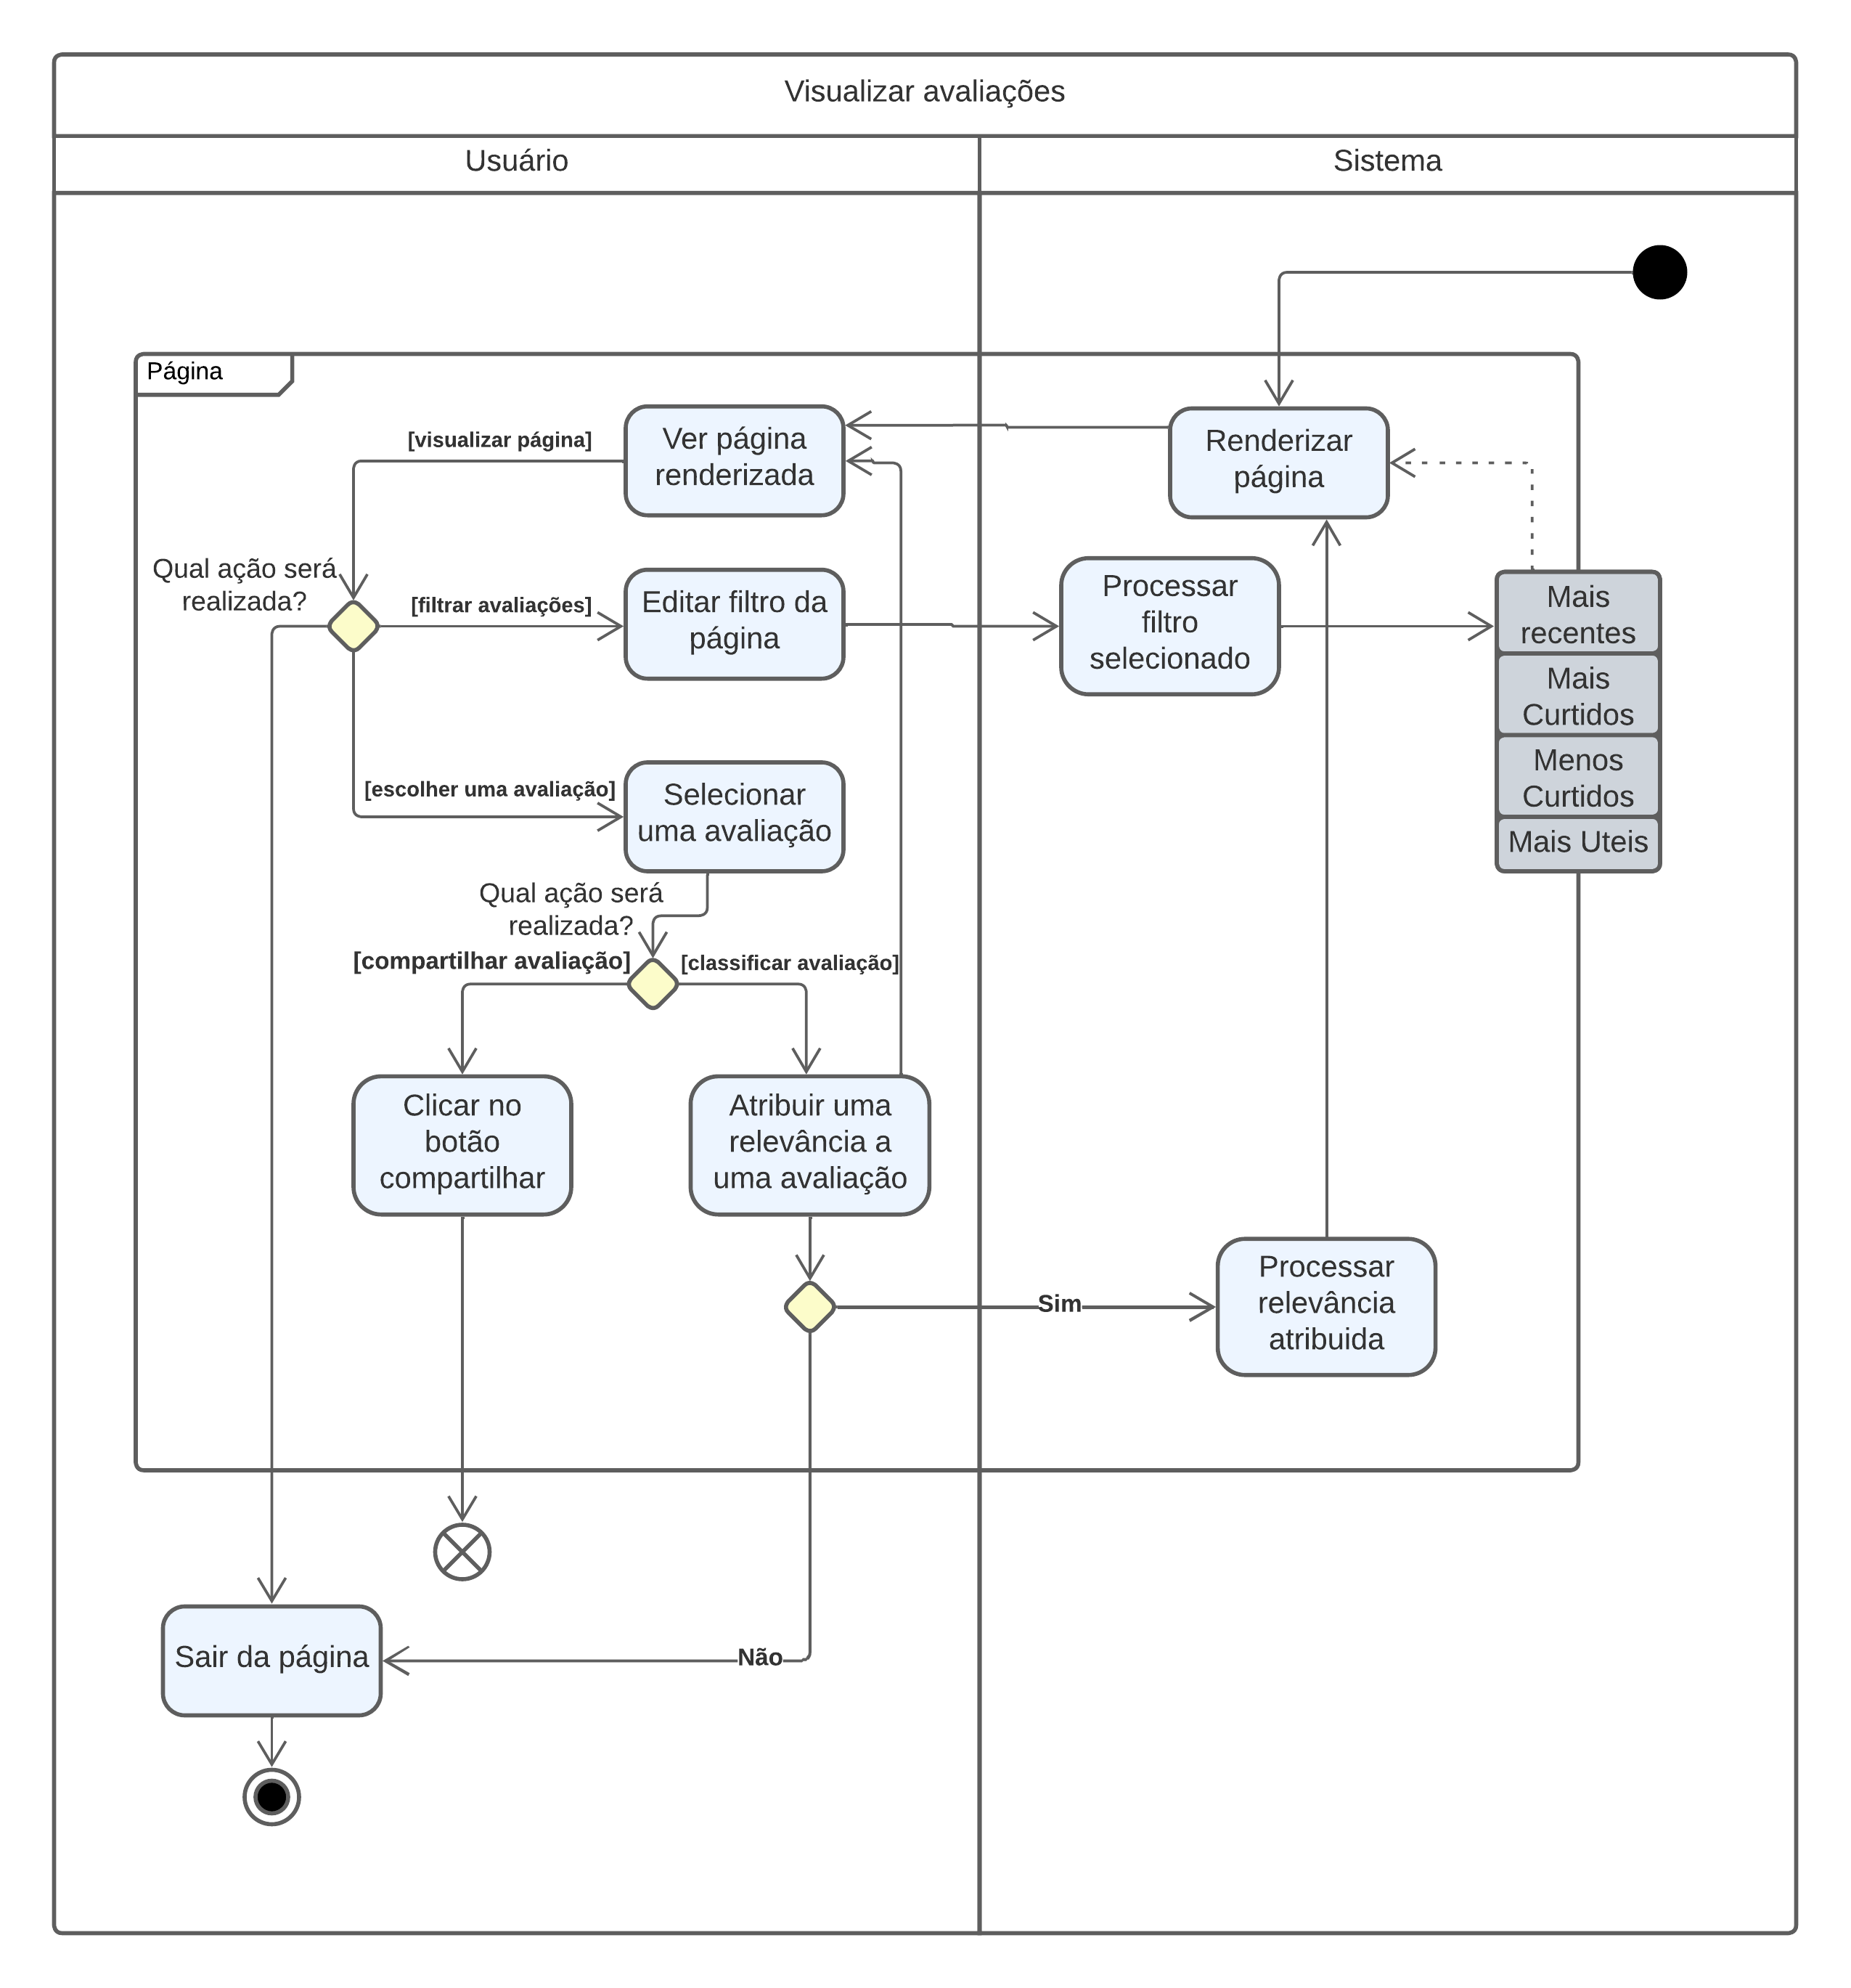 Visualizar avaliações
Usuário
Sistema
Página
[visualizar página]
Ver página
renderizada
Renderizar
página
Qual ação será
realizada?
[filtrar avaliações]
Editar filtro da
página
Processar
filtro
selecionado
Mais
recentes
Mais
Curtidos
Menos
Curtidos
Mais Uteis
[escolher uma avaliação]
Selecionar
uma avaliação
Qual ação será
realizada?
[compartilhar avaliação]
[classificar avaliação]
Clicar no
botão
compartilhar
Atribuir uma
relevância a
uma avaliação
Sim
Processar
relevância
atribuida
Sair da página
Não